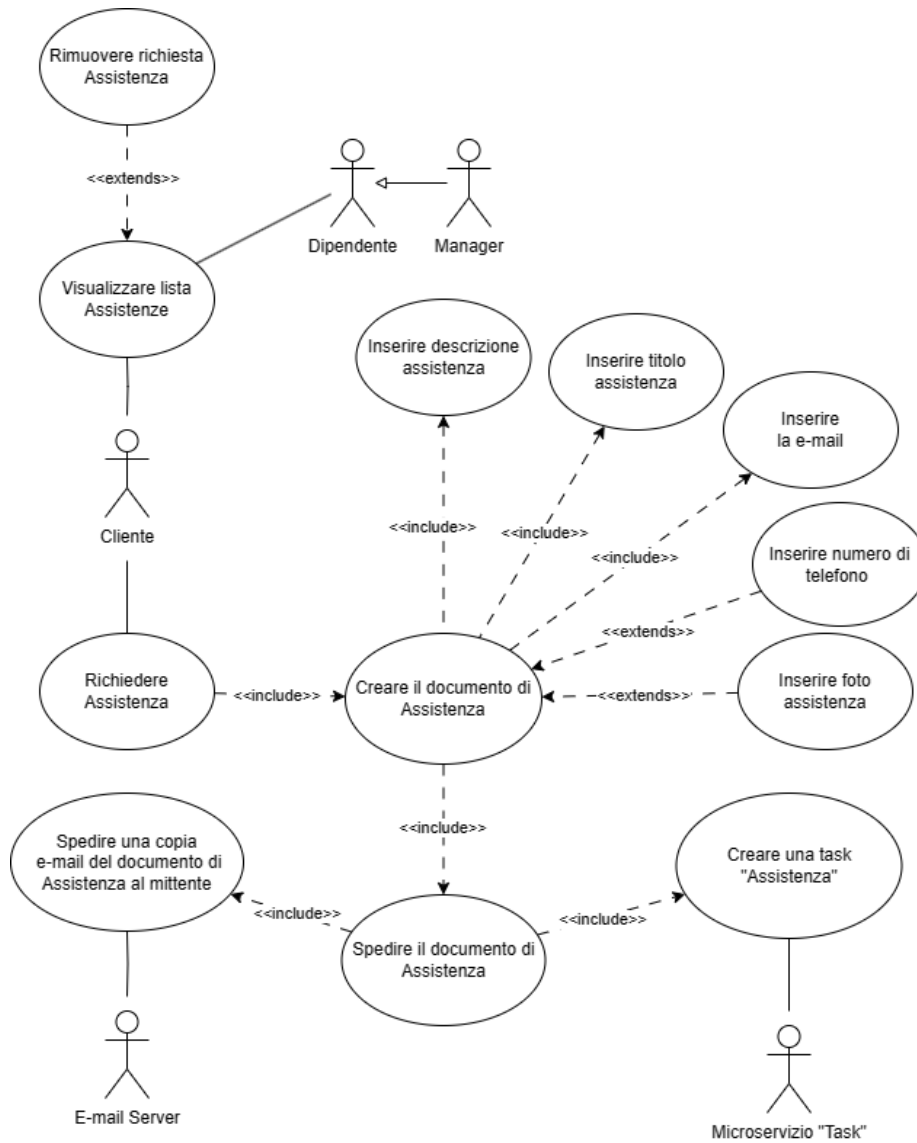 Rimuovere richiesta
Assistenza
<<extends>>
Dipendente
Manager
Visualizzare lista
Assistenze
Inserire descrizione
assistenza
Inserire titolo
assistenza
Inserire
la e-mail
Cliente
<<include>>
<<include>>
<<include>>
Inserire numero di
telefono
<<extends>>
Richiedere
Assistenza
<<include>>
Creare il documento di
Assistenza
<<extends>>
Inserire foto
assistenza
<<include>>
Spedire una copia
e-mail del documento di
Assistenza al mittente
Creare una task
"Assistenza"
<<include>>
<<include>>
Spedire il documento di
Assistenza
E-mail Server
Microservizio "Task"